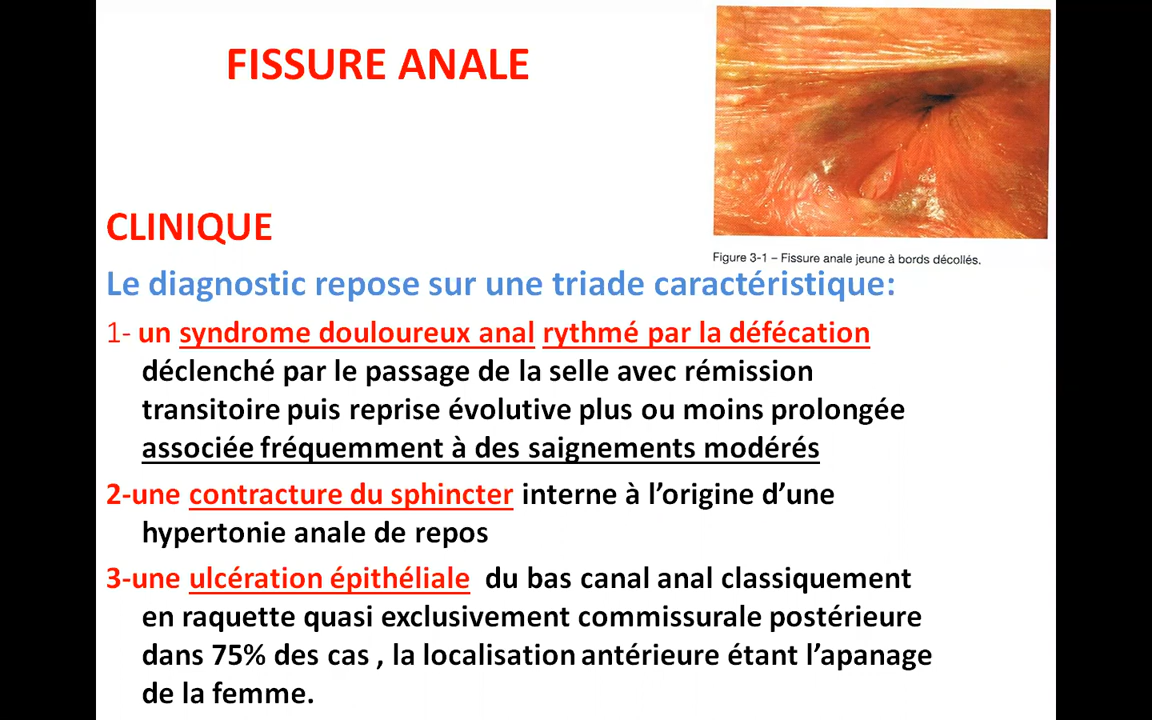 FISSURE ANALE
Figure 3-1 – Fissure anale jeune à bords décollés.
CLINIQUE
Le diagnostic repose sur une triade caractéristique:
1- un syndrome douloureux anal rythmé par la défécation
déclenché par le passage de la selle avec rémission
transitoire puis reprise évolutive plus ou moins prolongée
associée fréquemment à des saignements modérés
2-une contracture du sphincter interne à l’origine d’une
hypertonie anale de repos
3-une ulcération épithéliale du bas canal anal classiquement
en raquette quasi exclusivement commissurale postérieure
dans 75% des cas , la localisation antérieure étant l’apanage
de la femme.